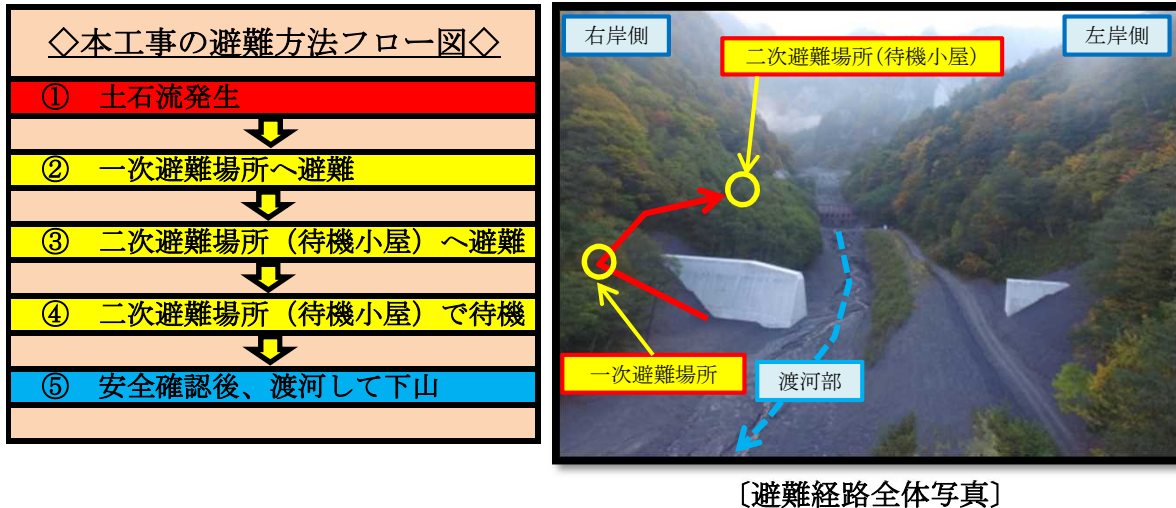 ◇本工事の避難方法フロー図◇
① 土石流発生
② 一次避難場所へ避難
③ 二次避難場所（待機小屋）へ避難
④ 二次避難場所（待機小屋）で待機
⑤ 安全確認後、渡河して下山
右岸側
左岸側
二次避難場所(待機小屋)
一次避難場所
渡河部
〔避難経路全体写真〕